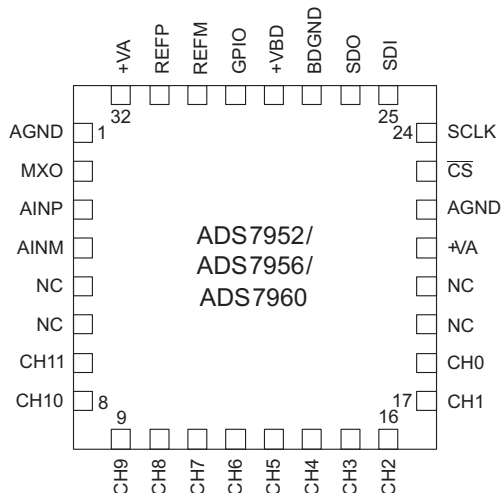 +VA
REFP
REFM
GPIO
+VBD
BDGND
SDO
SDI
32
25
AGND
1
24
SCLK
MXO
CS
AINP
AGND
AINM
+VA
NC
NC
NC
NC
CH11
CH0
CH10
8
17
CH1
9
16
ADS7952/
ADS7956/
ADS7960
CH9
CH8
CH7
CH6
CH5
CH4
CH3
CH2